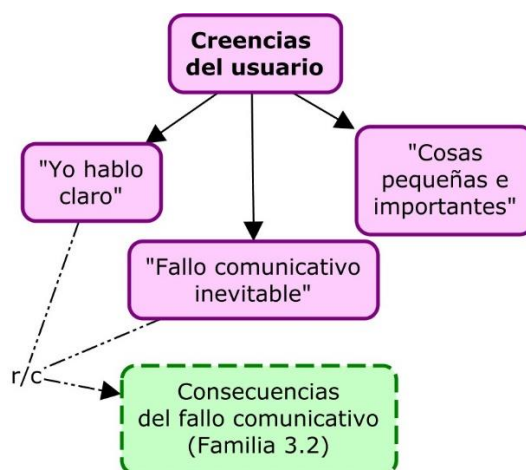 Creencias
del usuario
"Yo hablo
claro"
"Cosas
pequeñas e
importantes"
"Fallo comunicativo
inevitable"
r/c
Consecuencias
del fallo comunicativo
(Familia 3.2)